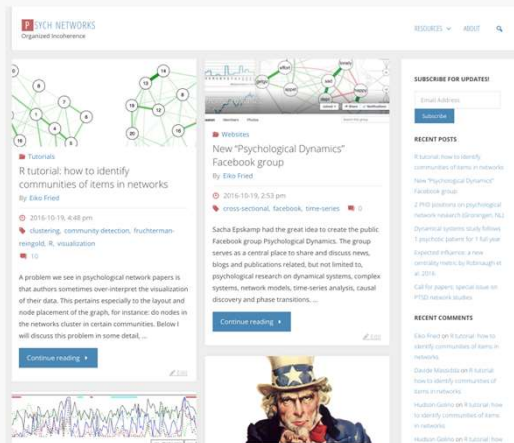 PSYCH NETWORKS
Organized Incoherence
RESOURCES
ABOUT
Tutorials
R tutorial: how to identify
communities of items in networks
By Eiko Fried
2016-10-19, 4:48 pm
clustering, community detection, fruchterman-
reingold, R, visualization
10
A problem we see in psychological network papers is
that authors sometimes over-interpret the visualization
of their data. This pertains especially to the layout and
node placement of the graph, for instance: do nodes in
the networks cluster in certain communities. Below I
will discuss this problem in some detail, ...
Continue reading
Edit
Websites
New "Psychological Dynamics"
Facebook group
By Eiko Fried
2016-10-19, 2:53 pm
cross-sectional, facebook, time-series
0
Sacha Epskamp had the great idea to create the public
Facebook group Psychological Dynamics. The group
serves as a central place to share and discuss news,
blogs and publications related, but not limited to,
psychological research on dynamical systems, complex
systems, network models, time-series analysis, causal
discovery and phase transitions. ...
Continue reading
Edit
SUBSCRIBE FOR UPDATES!
Email Address
Subscribe
RECENT POSTS
R tutorial: how to identify
communities of items in networks
New "Psychological Dynamics"
Facebook group
2 PhD positions on psychological
network research (Groningen, NL)
Dynamical systems study follows
1 psychotic patient for 1 full year
Expected influence: a new
centrality metric by Robinaugh et
al. 2016
Call for papers: special issue on
PTSD network studies
RECENT COMMENTS
Eiko Fried on R tutorial: how to
identify communities of items in
networks
Davide Massidda on R tutorial:
how to identify communities of
items in networks
Hudson Golino on R tutorial: how
to identify communities of items
in networks
Hudson Golino on R tutorial: how